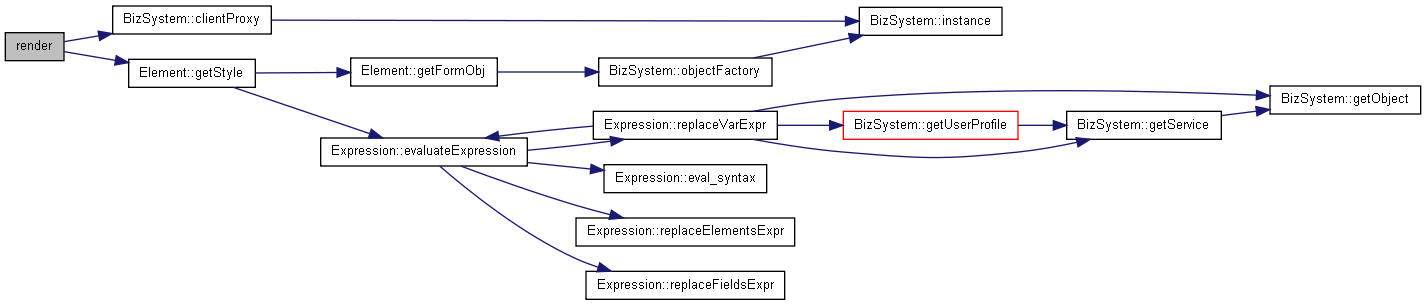 render
BizSystem::clientProxy
Element::getStyle
Element::getFormObj
BizSystem::objectFactory
BizSystem::instance
Expression::evaluateExpression
Expression::replaceVarExpr
BizSystem::getUserProfile
BizSystem::getService
BizSystem::getObject
Expression::eval_syntax
Expression::replaceElementsExpr
Expression::replaceFieldsExpr